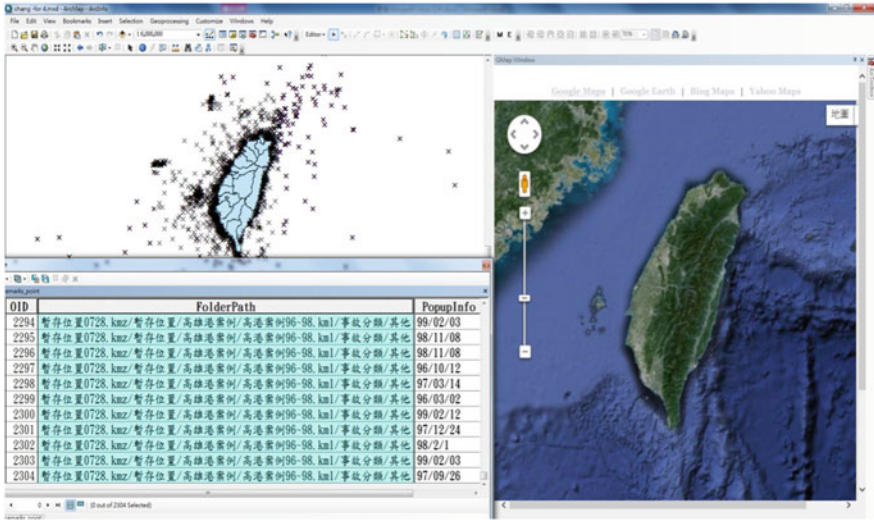 chang -for 4.mxd - ArcMap - ArcInfo
File Edit View Bookmarks Insert Selection Geoprocessing Customize Windows Help
1:6,000,000
Editor
M E
GMap Window
Google Maps | Google Earth | Bing Maps | Yahoo Maps
地圖
ArcToolbox
emarks_point
OID FolderPath PopupInfo
2294 暫存位置0728.kmz/暫存位置/高雄港案例/高港案例96~98.kml/事故分類/其他 99/02/03
2295 暫存位置0728.kmz/暫存位置/高雄港案例/高港案例96~98.kml/事故分類/其他 98/11/08
2296 暫存位置0728.kmz/暫存位置/高雄港案例/高港案例96~98.kml/事故分類/其他 98/11/08
2297 暫存位置0728.kmz/暫存位置/高雄港案例/高港案例96~98.kml/事故分類/其他 96/10/12
2298 暫存位置0728.kmz/暫存位置/高雄港案例/高港案例96~98.kml/事故分類/其他 97/03/14
2299 暫存位置0728.kmz/暫存位置/高雄港案例/高港案例96~98.kml/事故分類/其他 96/03/02
2300 暫存位置0728.kmz/暫存位置/高雄港案例/高港案例96~98.kml/事故分類/其他 99/02/12
2301 暫存位置0728.kmz/暫存位置/高雄港案例/高港案例96~98.kml/事故分類/其他 97/12/24
2302 暫存位置0728.kmz/暫存位置/高雄港案例/高港案例96~98.kml/事故分類/其他 98/2/1
2303 暫存位置0728.kmz/暫存位置/高雄港案例/高港案例96~98.kml/事故分類/其他 99/02/03
2304 暫存位置0728.kmz/暫存位置/高雄港案例/高港案例96~98.kml/事故分類/其他 97/09/26
0 (0 out of 2304 Selected)
emarks_point